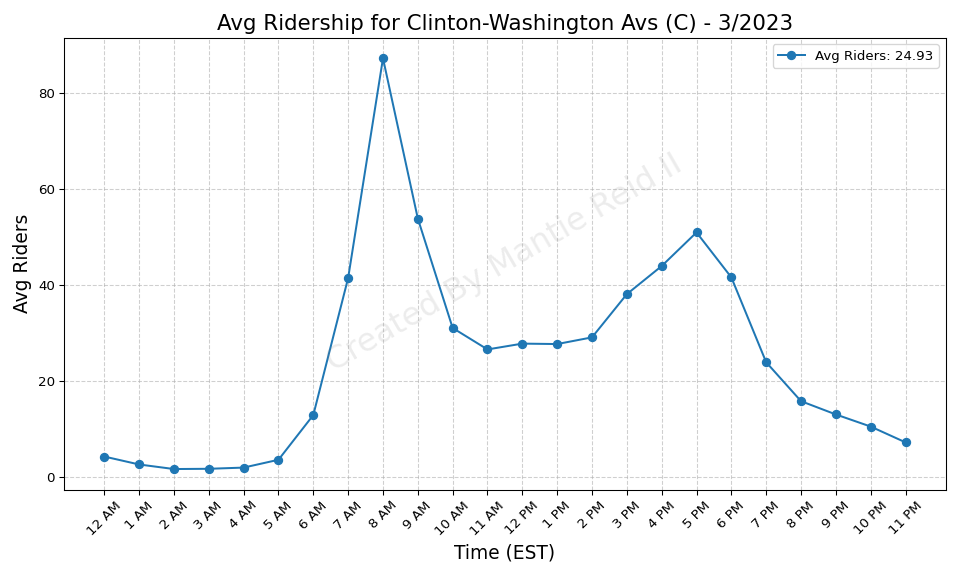 Avg Ridership for Clinton-Washington Avs (C) - 3/2023
Avg Riders: 24.93
Avg Riders
80
60
40
20
0
Created By Mantie Reid II
12 AM
1 AM
2 AM
3 AM
4 AM
5 AM
6 AM
7 AM
8 AM
9 AM
10 AM
11 AM
12 PM
1 PM
2 PM
3 PM
4 PM
5 PM
6 PM
7 PM
8 PM
9 PM
10 PM
11 PM
Time (EST)